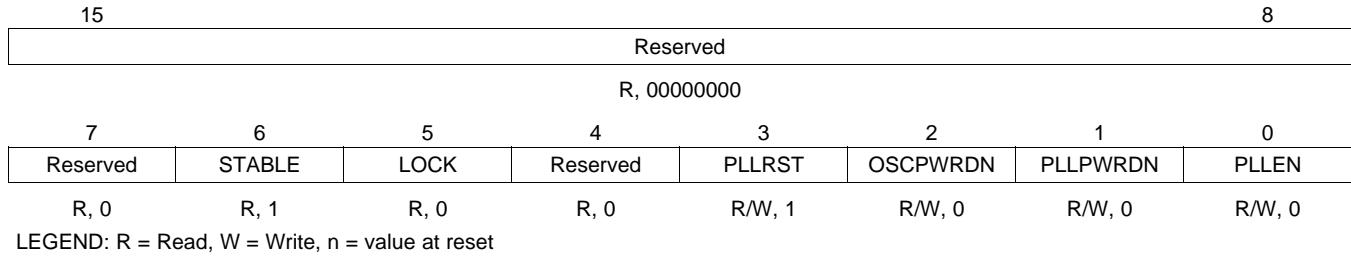 15 8
Reserved
R, 00000000
7 6 5 4 3 2 1 0
Reserved STABLE LOCK Reserved PLLRST OSCPWRDN PLLPWRDN PLLEN
R, 0 R, 1 R, 0 R, 0 R/W, 1 R/W, 0 R/W, 0 R/W, 0
LEGEND: R = Read, W = Write, n = value at reset